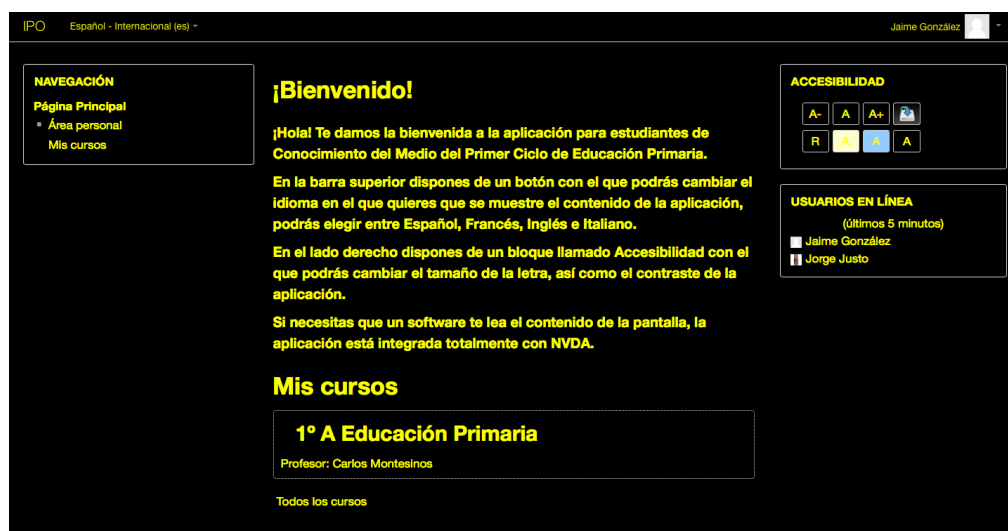 IPO Español - Internacional (es) Jaime González
NAVEGACIÓN
Página Principal
Área personal
Mis cursos
¡Bienvenido!
¡Hola! Te damos la bienvenida a la aplicación para estudiantes de
Conocimiento del Medio del Primer Ciclo de Educación Primaria.
En la barra superior dispones de un botón con el que podrás cambiar el
idioma en el que quieres que se muestre el contenido de la aplicación,
podrás elegir entre Español, Francés, Inglés e Italiano.
En el lado derecho dispones de un bloque llamado Accesibilidad con el
que podrás cambiar el tamaño de la letra, así como el contraste de la
aplicación.
Si necesitas que un software te lea el contenido de la pantalla, la
aplicación está integrada totalmente con NVDA.
Mis cursos
1º A Educación Primaria
Profesor: Carlos Montesinos
Todos los cursos
ACCESIBILIDAD
A- A A+
R A A A
USUARIOS EN LÍNEA
(últimos 5 minutos)
Jaime González
Jorge Justo